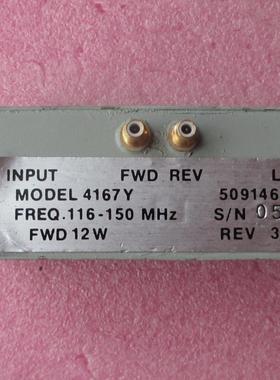 INPUT FWD REV L
MODEL 4167Y 509146
FREQ.116-150 MHz S/N 05
FWD 12W REV 3